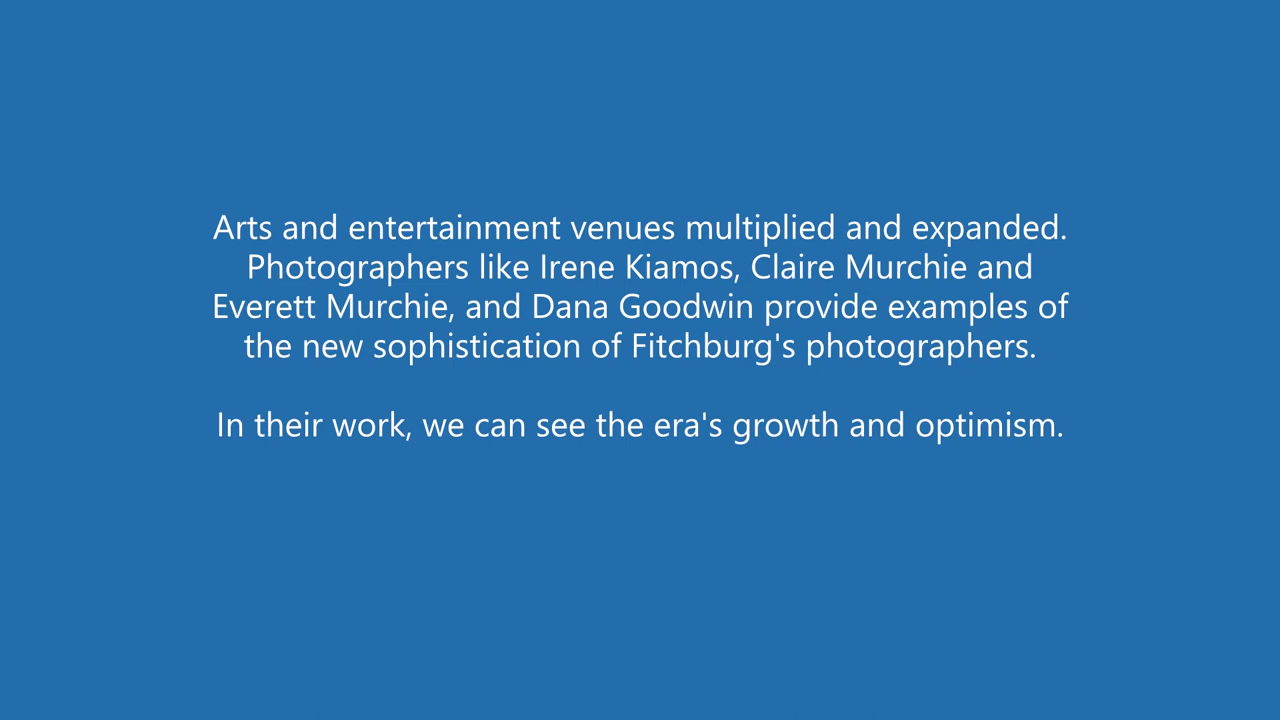 Arts and entertainment venues multiplied and expanded.
Photographers like Irene Kiamos, Claire Murchie and
Everett Murchie, and Dana Goodwin provide examples of
the new sophistication of Fitchburg's photographers.
In their work, we can see the era's growth and optimism.